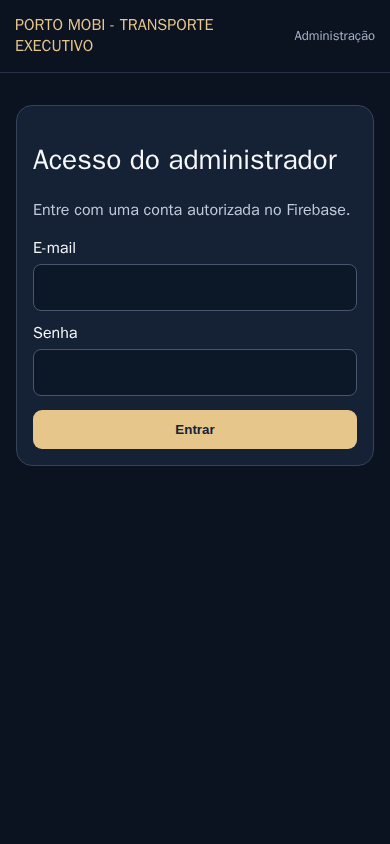 PORTO MOBI - TRANSPORTE
EXECUTIVO
Administração
Acesso do administrador
Entre com uma conta autorizada no Firebase.
E-mail
Senha
Entrar